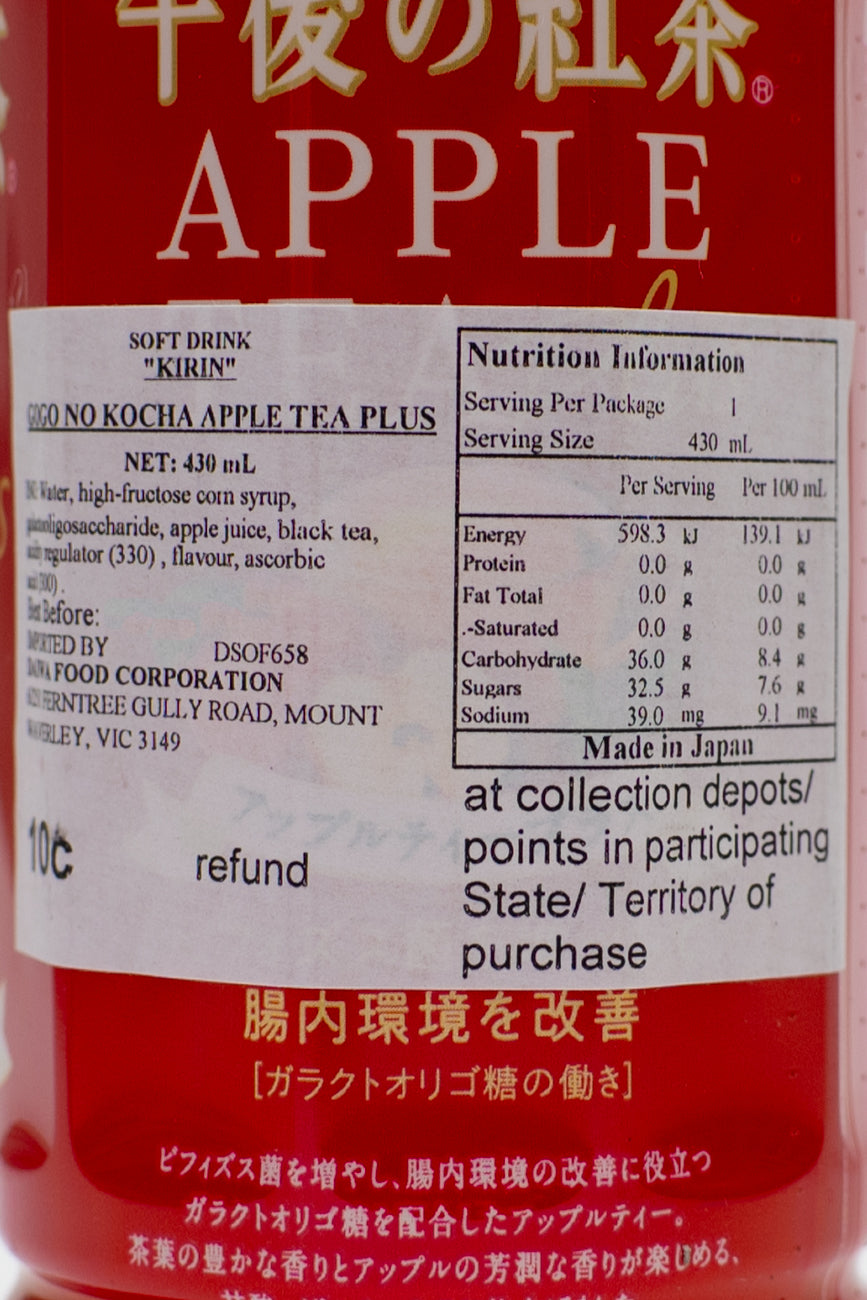 午後の紅茶®
APPLE
SOFT DRINK
"KIRIN"
GOGO NO KOCHA APPLE TEA PLUS
NET: 430 mL
Water, high-fructose corn syrup,
galactooligosaccharide, apple juice, black tea,
regulator (330) , flavour, ascorbic
Best Before:
IMPORTED BY DSOF658
FOOD CORPORATION
FERNTREE GULLY ROAD, MOUNT
WAVERLEY, VIC 3149
10c refund
Nutrition Information
Serving Per Package 1
Serving Size 430 mL
Per Serving Per 100 mL
Energy 598.3 kJ 139.1 kJ
Protein 0.0 g 0.0 g
Fat Total 0.0 g 0.0 g
.-Saturated 0.0 g 0.0 g
Carbohydrate 36.0 g 8.4 g
Sugars 32.5 g 7.6 g
Sodium 39.0 mg 9.1 mg
Made in Japan
at collection depots/
points in participating
State/ Territory of
purchase
腸内環境を改善
[ガラクトオリゴ糖の働き]
ビフィズス菌を増やし、腸内環境の改善に役立つ
ガラクトオリゴ糖を配合したアップルティー。
茶葉の豊かな香りとアップルの芳潤な香りが楽しめる、